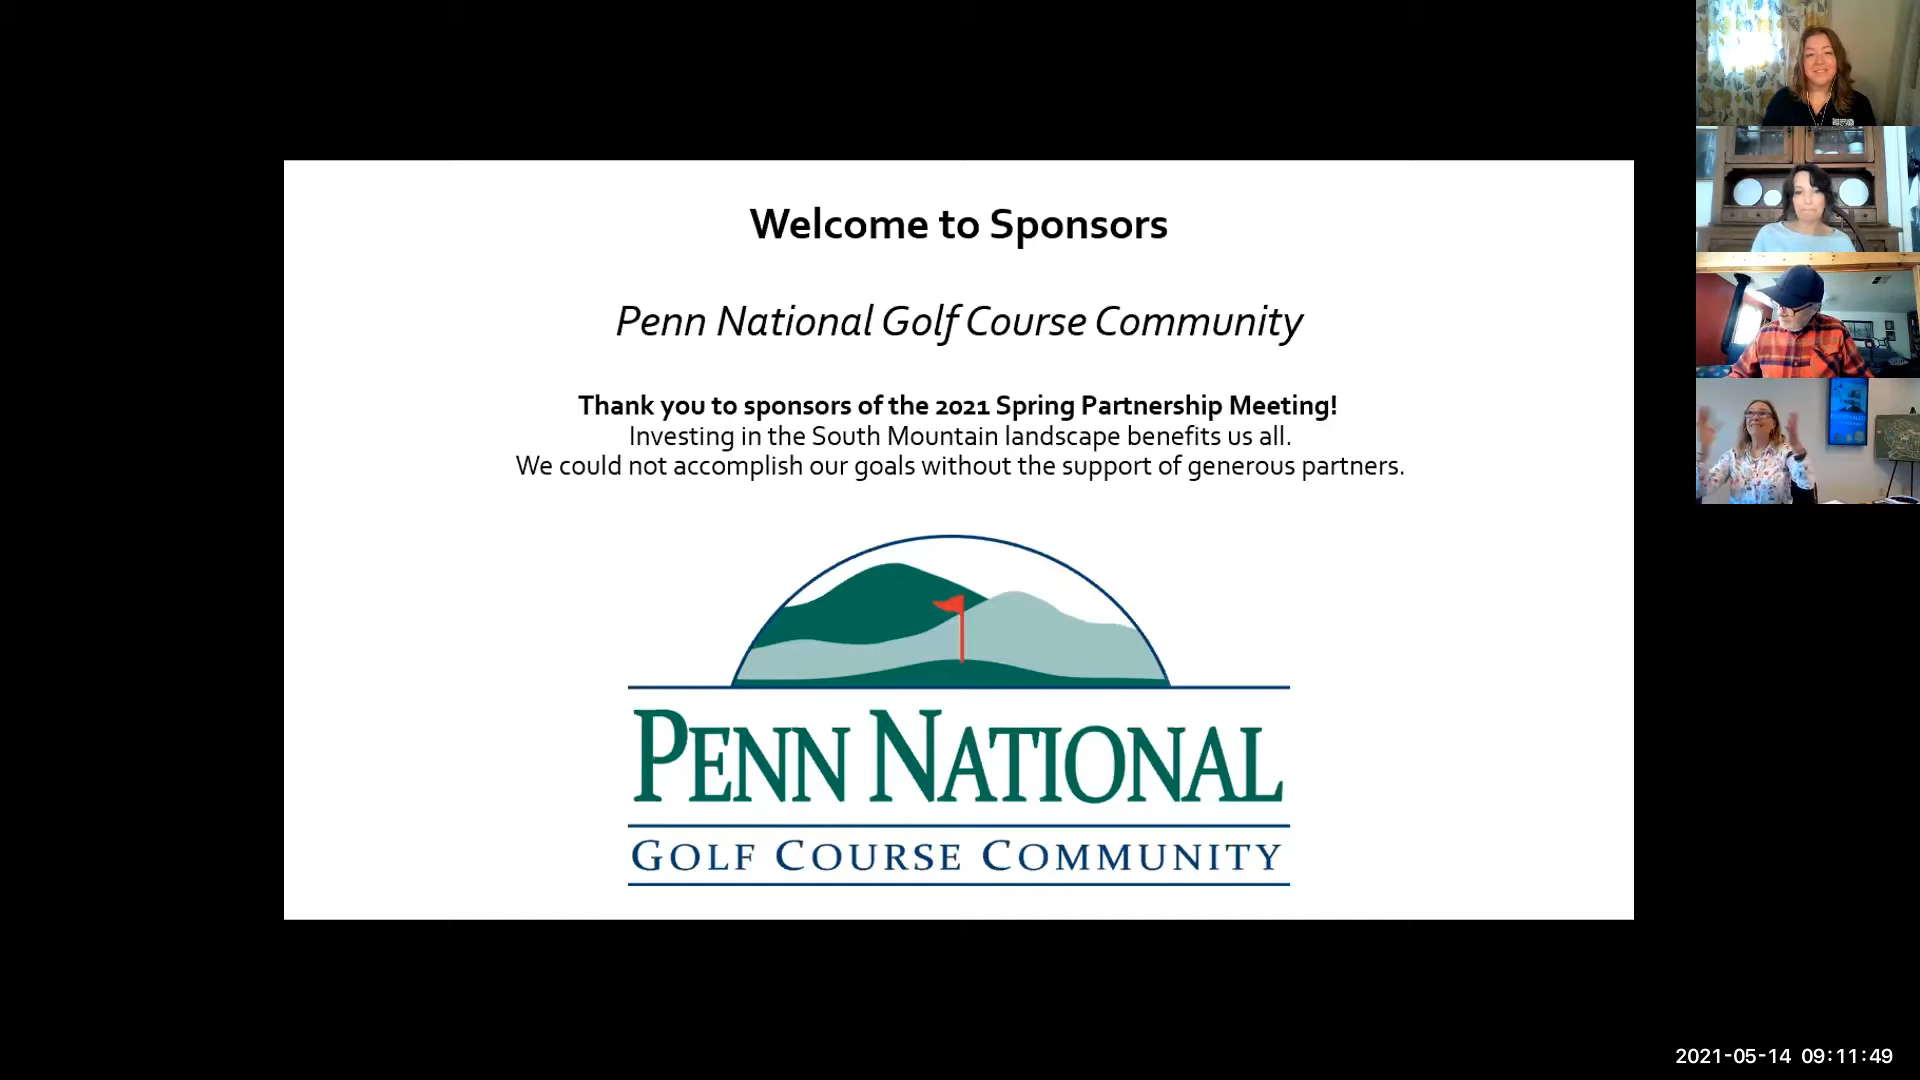 Welcome to Sponsors
Penn National Golf Course Community
Thank you to sponsors of the 2021 Spring Partnership Meeting!
Investing in the South Mountain landscape benefits us all.
We could not accomplish our goals without the support of generous partners.
PENN NATIONAL
GOLF COURSE COMMUNITY
2021-05-14 09:11:49